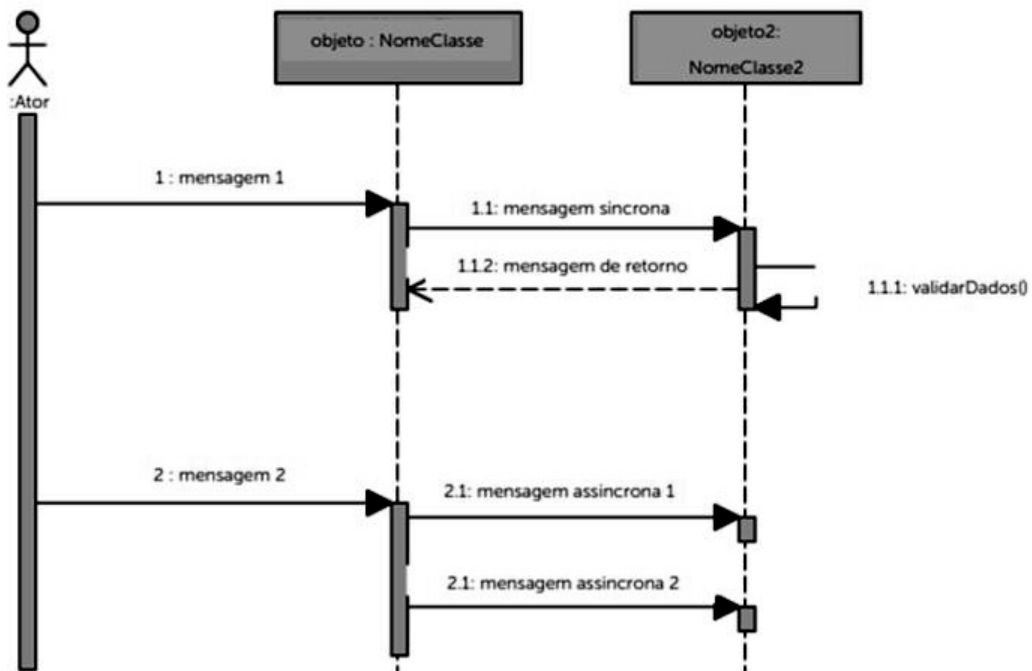 objeto : NomeClasse
objeto2:
NomeClasse2
:Ator
1 : mensagem 1
1.1: mensagem sincrona
1.1.2: mensagem de retorno
1.1.1: validarDados()
2 : mensagem 2
2.1: mensagem assincrona 1
2.1: mensagem assincrona 2